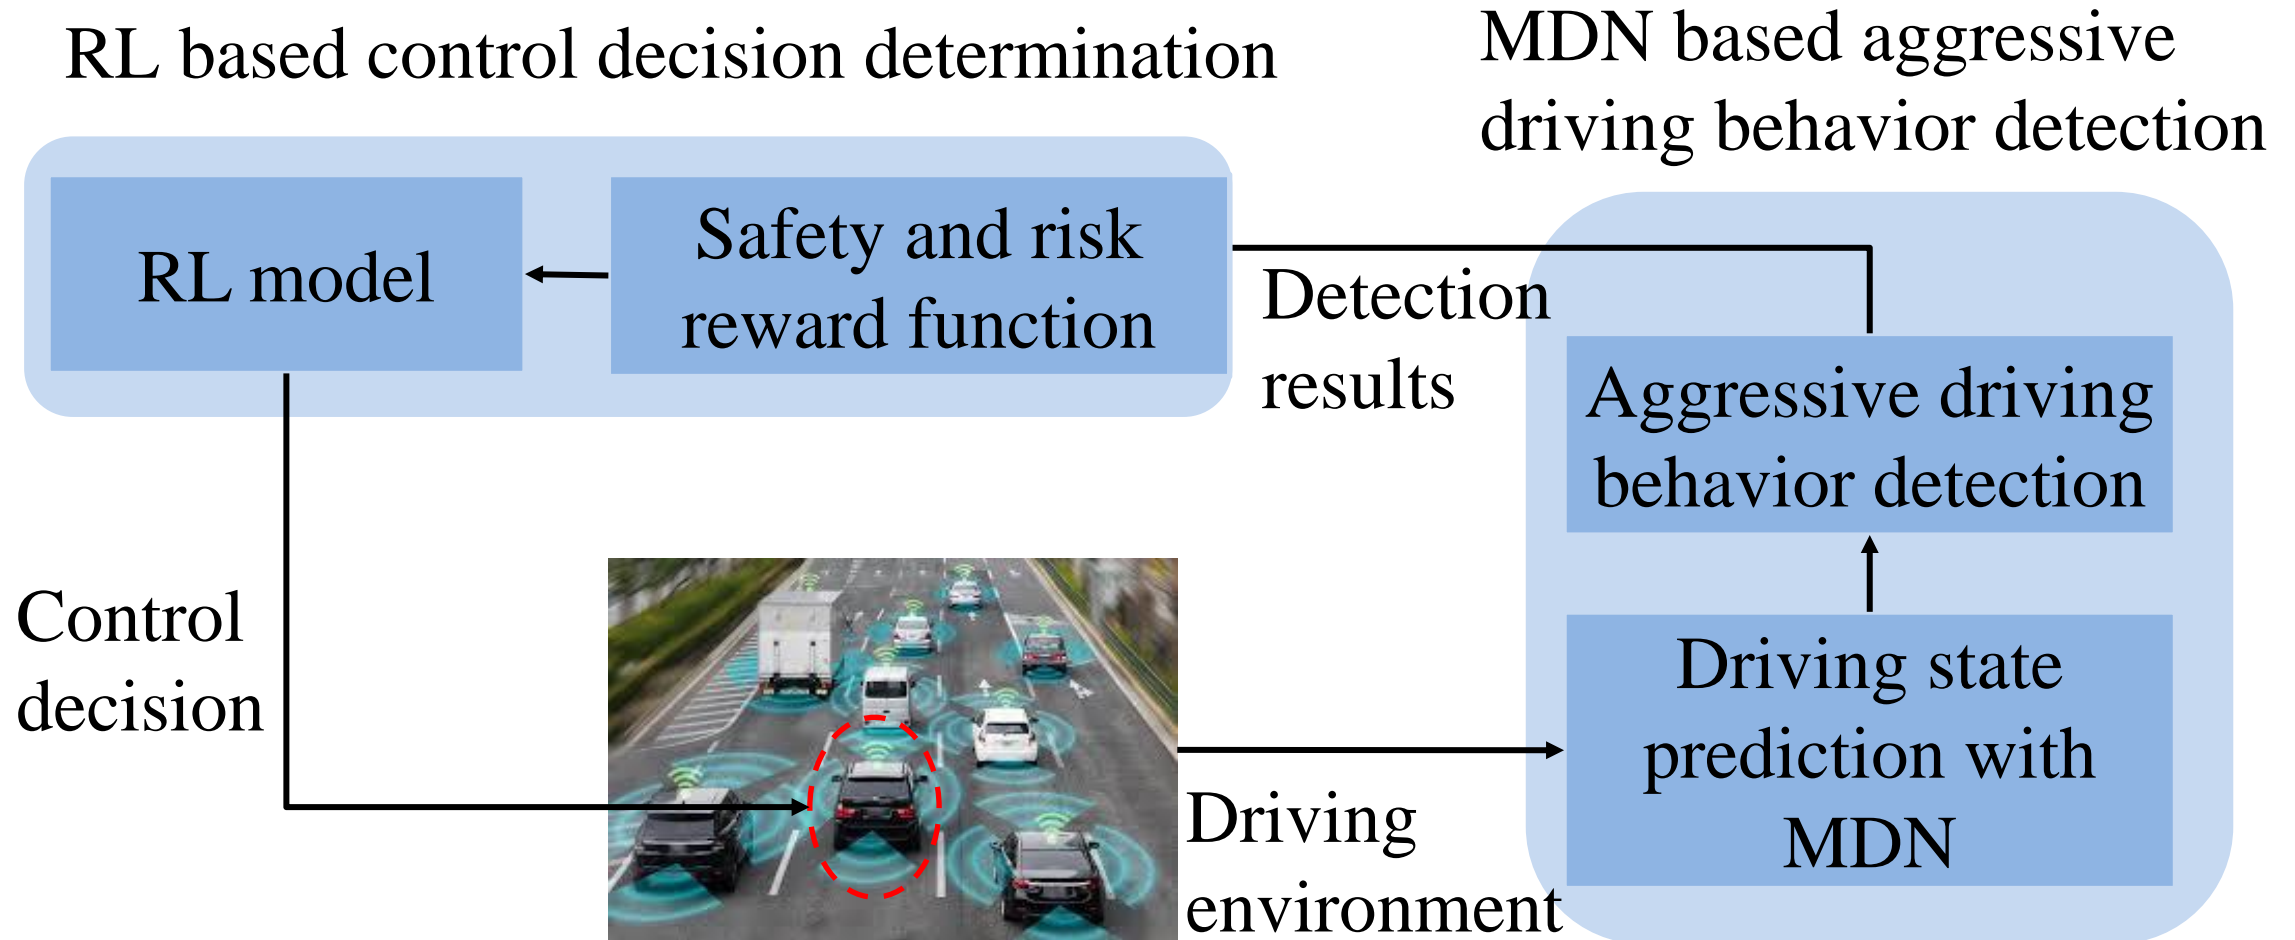 RL based control decision determination
MDN based aggressive
driving behavior detection
RL model
Safety and risk
reward function
Detection
results
Aggressive driving
behavior detection
Control
decision
Driving state
prediction with
MDN
Driving
environment